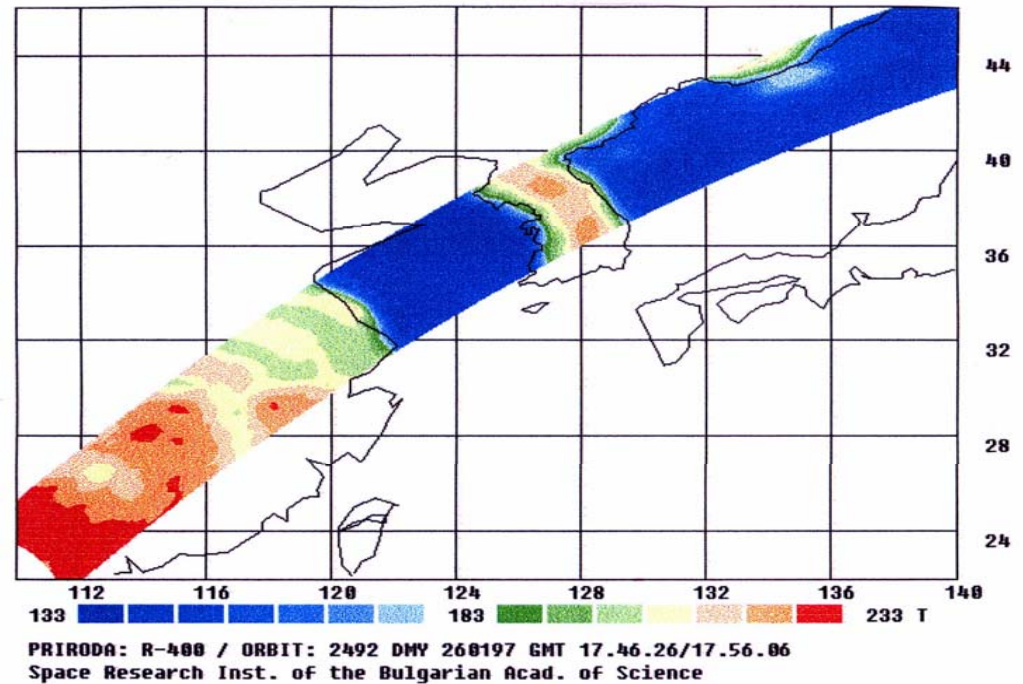 44
40
36
32
28
24
112 116 120 124 128 132 136 140
133 183 233 T
PRIRODA: R-400 / ORBIT: 2492 DMY 260197 GMT 17.46.26/17.56.06
Space Research Inst. of the Bulgarian Acad. of Science